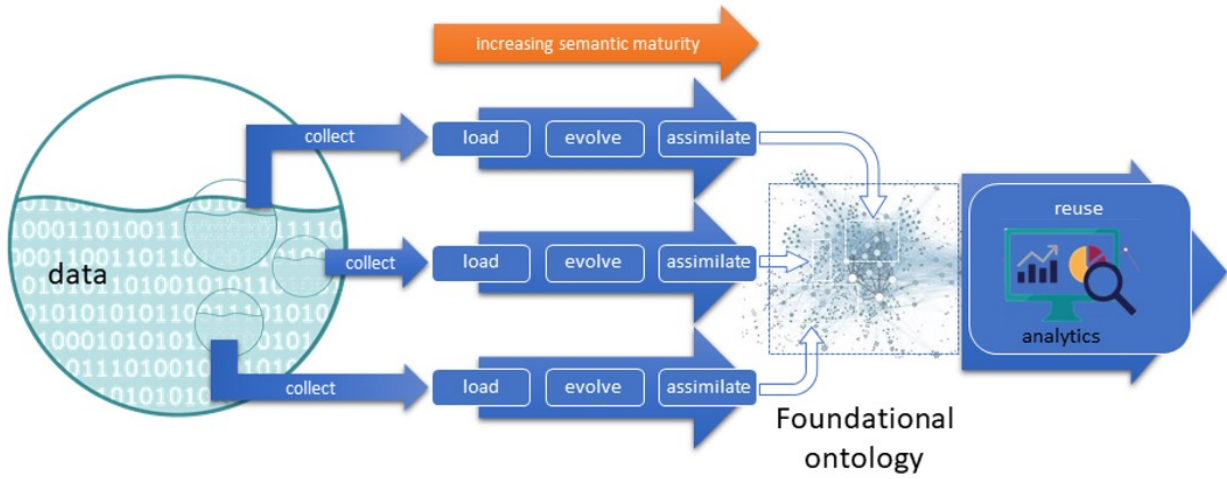 increasing semantic maturity
collect
load
evolve
assimilate
data
collect
load
evolve
assimilate
collect
load
evolve
assimilate
Foundational
ontology
reuse
analytics